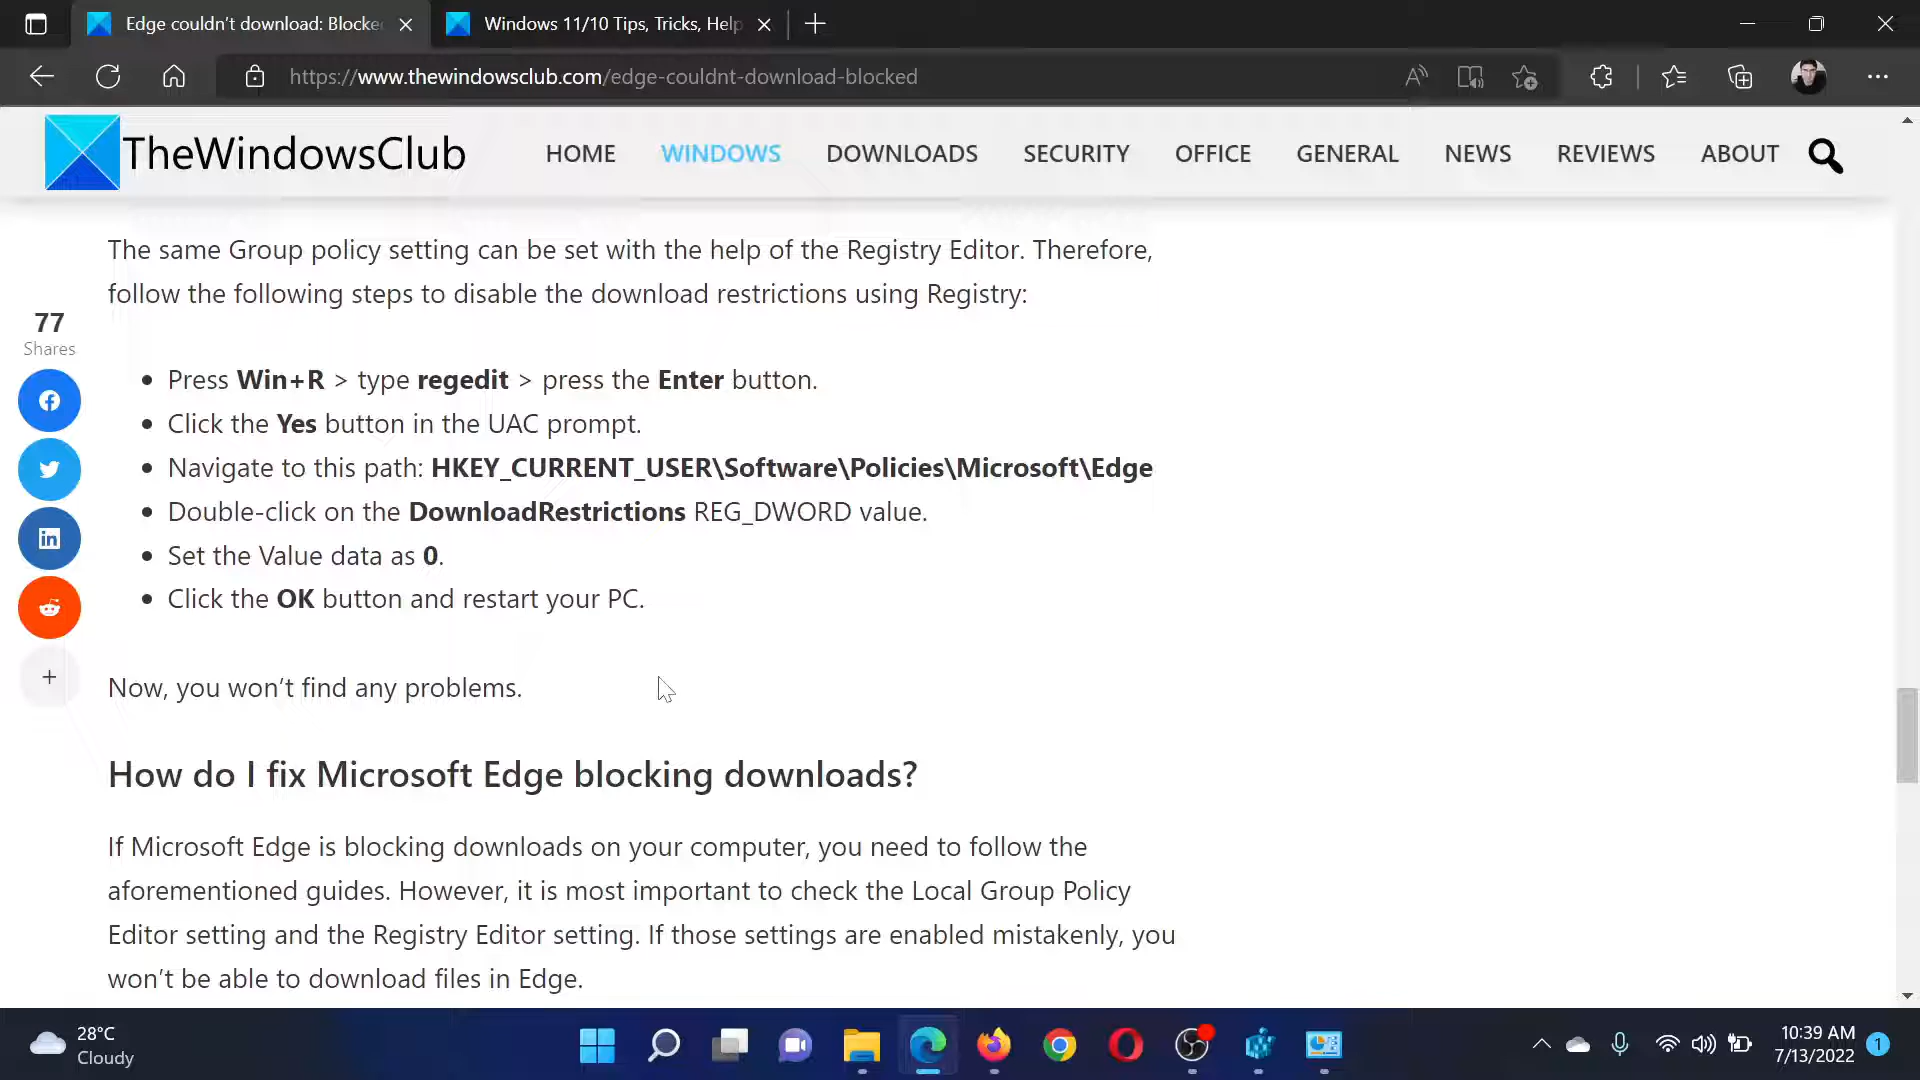 Edge couldn’t download: Blocke
Windows 11/10 Tips, Tricks, Help
https://www.thewindowsclub.com/edge-couldnt-download-blocked
TheWindowsClub
HOME WINDOWS DOWNLOADS SECURITY OFFICE GENERAL NEWS REVIEWS ABOUT
The same Group policy setting can be set with the help of the Registry Editor. Therefore,
follow the following steps to disable the download restrictions using Registry:
77
Shares
Press Win+R > type regedit > press the Enter button.
Click the Yes button in the UAC prompt.
Navigate to this path: HKEY_CURRENT_USER\Software\Policies\Microsoft\Edge
Double-click on the DownloadRestrictions REG_DWORD value.
Set the Value data as 0.
Click the OK button and restart your PC.
Now, you won’t find any problems.
How do I fix Microsoft Edge blocking downloads?
If Microsoft Edge is blocking downloads on your computer, you need to follow the
aforementioned guides. However, it is most important to check the Local Group Policy
Editor setting and the Registry Editor setting. If those settings are enabled mistakenly, you
won’t be able to download files in Edge.
28°C
Cloudy
10:39 AM
7/13/2022
1